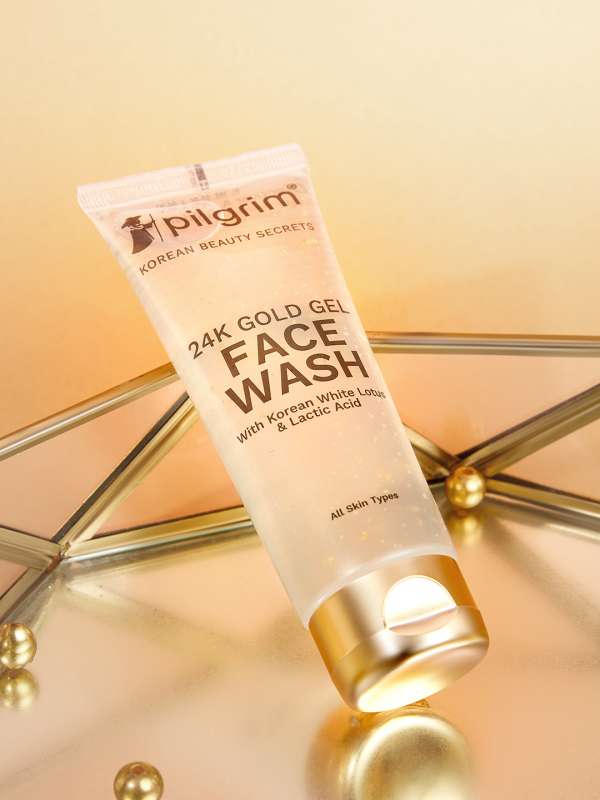 pilgrim®
KOREAN BEAUTY SECRETS
24K GOLD GEL
FACE
WASH
With Korean White Lotus
& Lactic Acid
All Skin Types